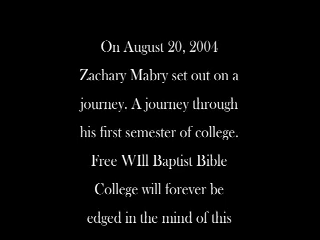 On August 20, 2004
Zachary Mabry set out on a
journey. A journey through
his first semester of college.
Free WIll Baptist Bible
College will forever be
edged in the mind of this